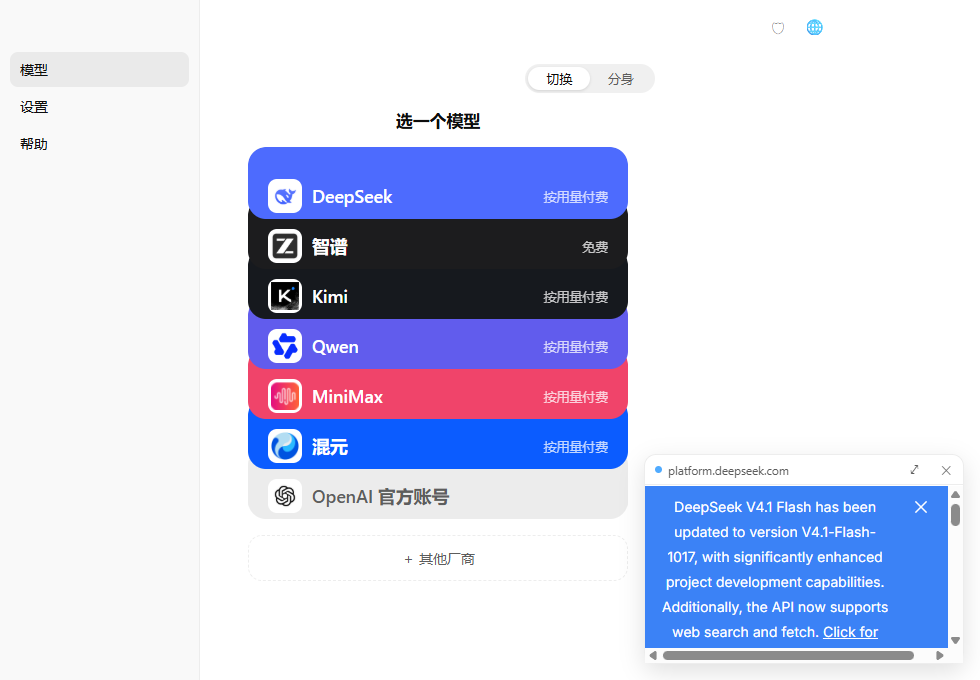 模型
设置
帮助
切换
分身
选一个模型
DeepSeek
按用量付费
智谱
免费
Kimi
按用量付费
Qwen
按用量付费
MiniMax
按用量付费
混元
按用量付费
OpenAI 官方账号
+ 其他厂商
platform.deepseek.com
DeepSeek V4.1 Flash has been
updated to version V4.1-Flash-
1017, with significantly enhanced
project development capabilities.
Additionally, the API now supports
web search and fetch. Click for